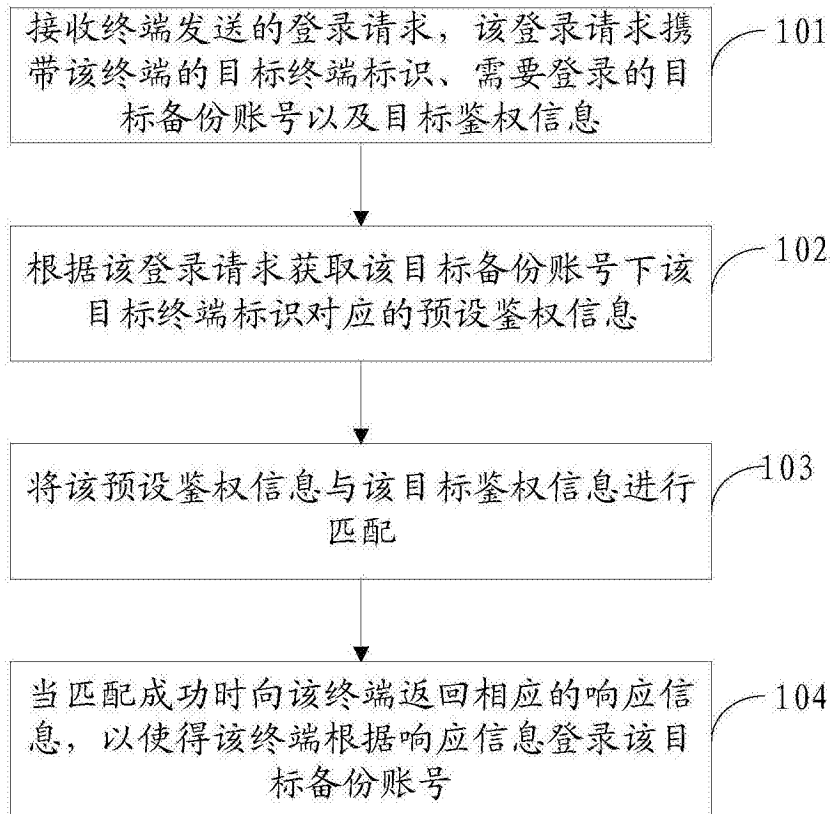 接收终端发送的登录请求，该登录请求携
带该终端的目标终端标识、需要登录的目
标备份账号以及目标鉴权信息
101
根据该登录请求获取该目标备份账号下该
目标终端标识对应的预设鉴权信息
102
将该预设鉴权信息与该目标鉴权信息进行
匹配
103
当匹配成功时向该终端返回相应的响应信
息，以使得该终端根据响应信息登录该目
标备份账号
104